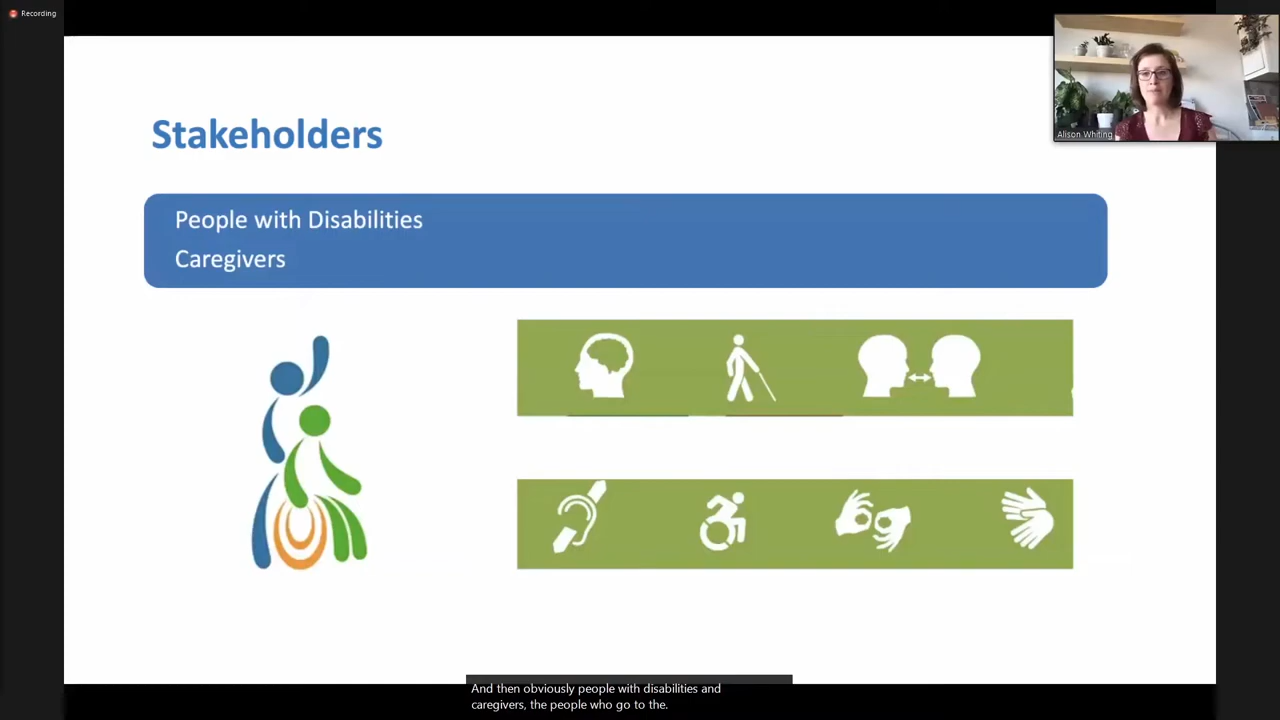 Recording
Alison Whiting
Stakeholders
People with Disabilities
Caregivers
And then obviously people with disabilities and
caregivers, the people who go to the.